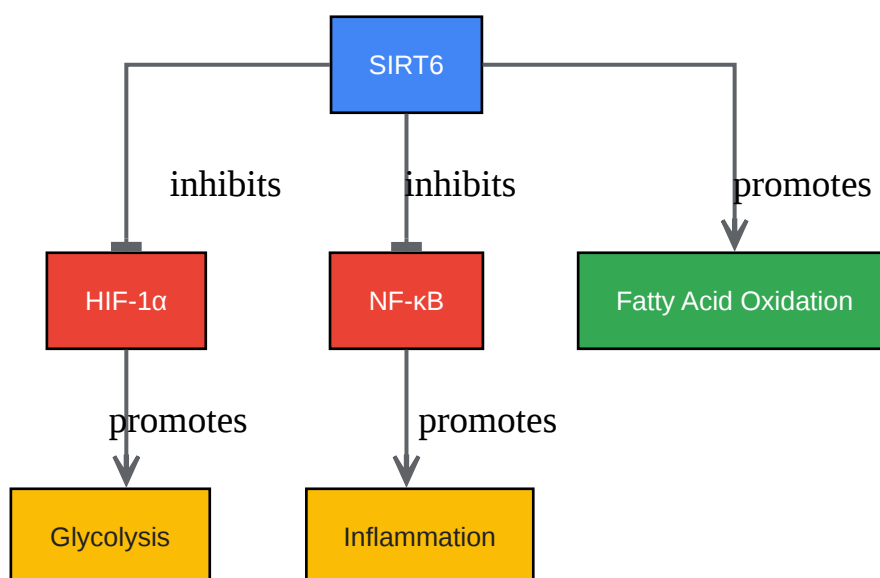 SIRT6
inhibits
inhibits
promotes
HIF-1α
NF-κB
Fatty Acid Oxidation
promotes
promotes
Glycolysis
Inflammation